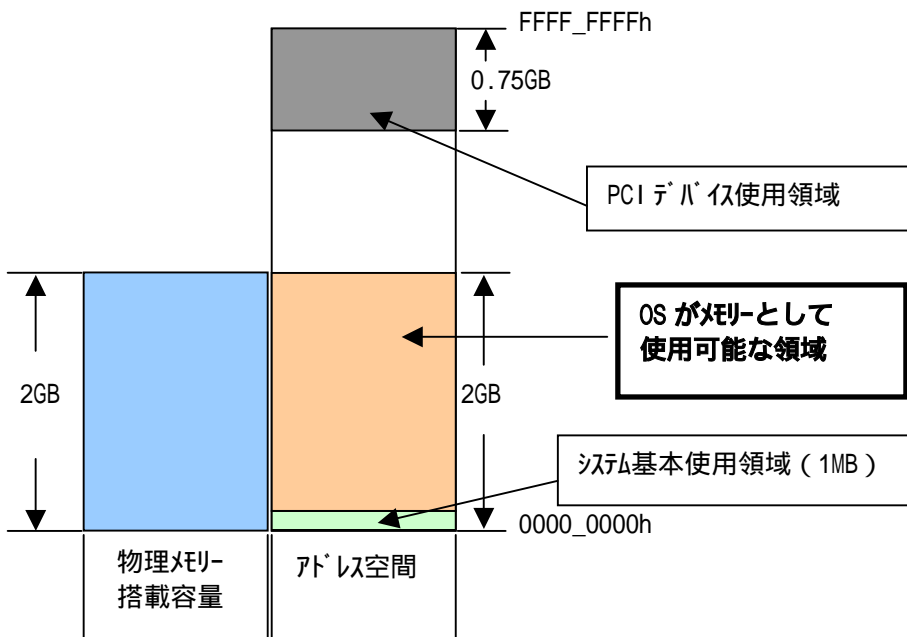 FFFF_FFFFh
0.75GB
PCI ﾃﾞﾊﾞｲｽ使用領域
OS がﾒﾓﾘｰとして
使用可能な領域
2GB
2GB
ｼｽﾃﾑ基本使用領域（1MB）
0000_0000h
物理ﾒﾓﾘｰ
搭載容量
ｱﾄﾞﾚｽ空間